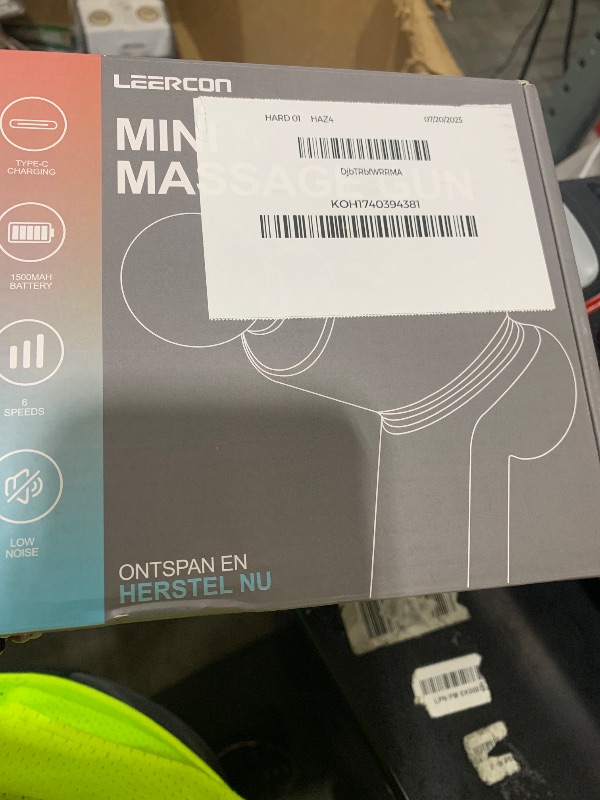 LEERCON
MINI
MASSAGE GUN
HARD 01 HAZ4 07/20/2025
DjbTRbfWRRMA
KOH1740394381
TYPE-C
CHARGING
1500MAH
BATTERY
6
SPEEDS
LOW
NOISE
ONTSPAN EN
HERSTEL NU